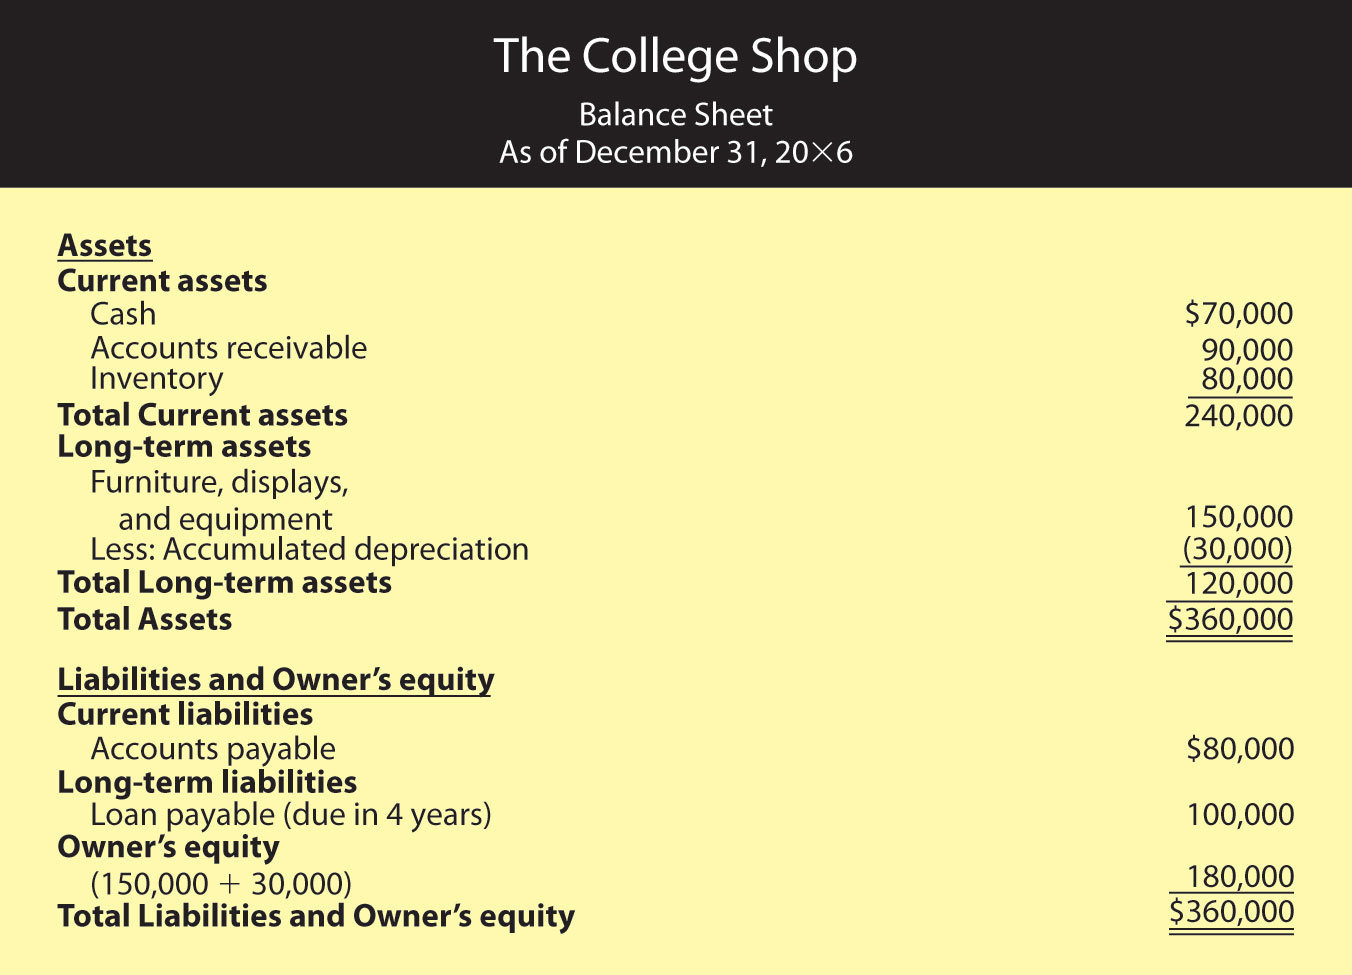 The College Shop
Balance Sheet
As of December 31, 20×6
Assets
Current assets
Cash $70,000
Accounts receivable 90,000
Inventory 80,000
Total Current assets 240,000
Long-term assets
Furniture, displays,
and equipment 150,000
Less: Accumulated depreciation (30,000)
Total Long-term assets 120,000
Total Assets $360,000
Liabilities and Owner’s equity
Current liabilities
Accounts payable $80,000
Long-term liabilities
Loan payable (due in 4 years) 100,000
Owner’s equity
(150,000 + 30,000) 180,000
Total Liabilities and Owner’s equity $360,000